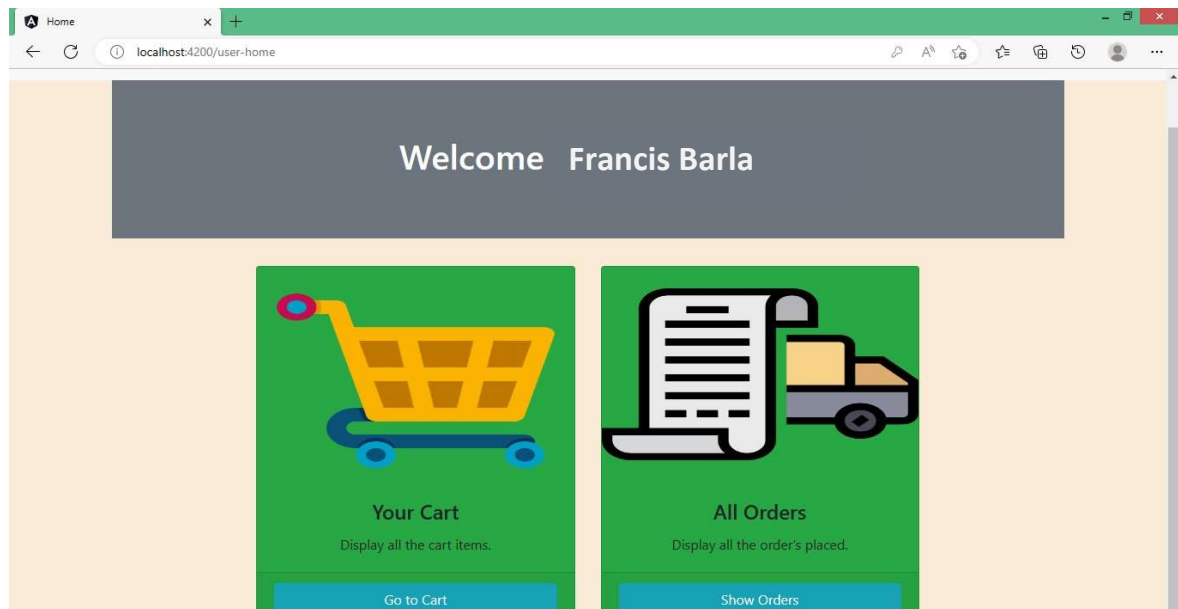 Home
localhost:4200/user-home
Welcome Francis Barla
Your Cart
Display all the cart items.
Go to Cart
All Orders
Display all the order's placed.
Show Orders